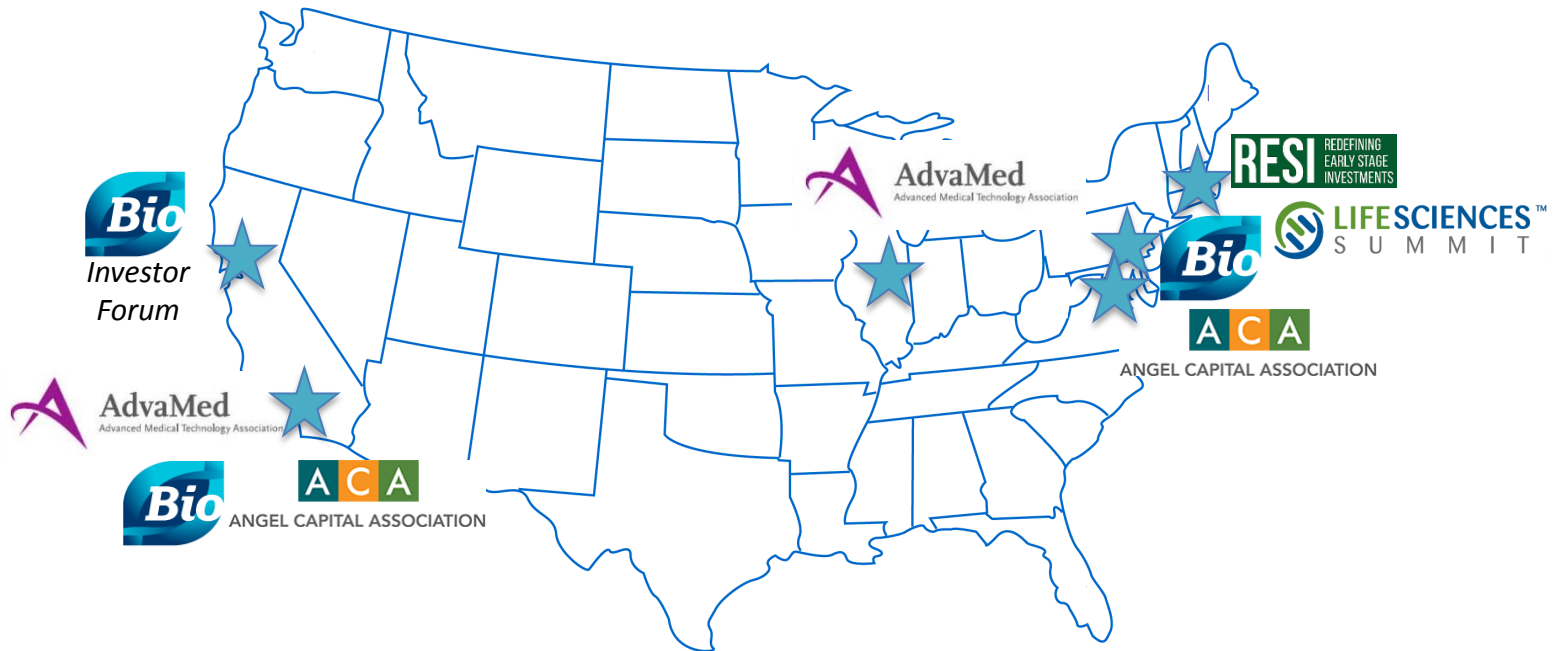 Bio
Investor
Forum
AdvaMed
Advanced Medical Technology Association
Bio
ACA
ANGEL CAPITAL ASSOCIATION
AdvaMed
Advanced Medical Technology Association
RESI REDEFINING
EARLY STAGE
INVESTMENTS
LIFESCIENCES™
SUMMIT
Bio
ACA
ANGEL CAPITAL ASSOCIATION